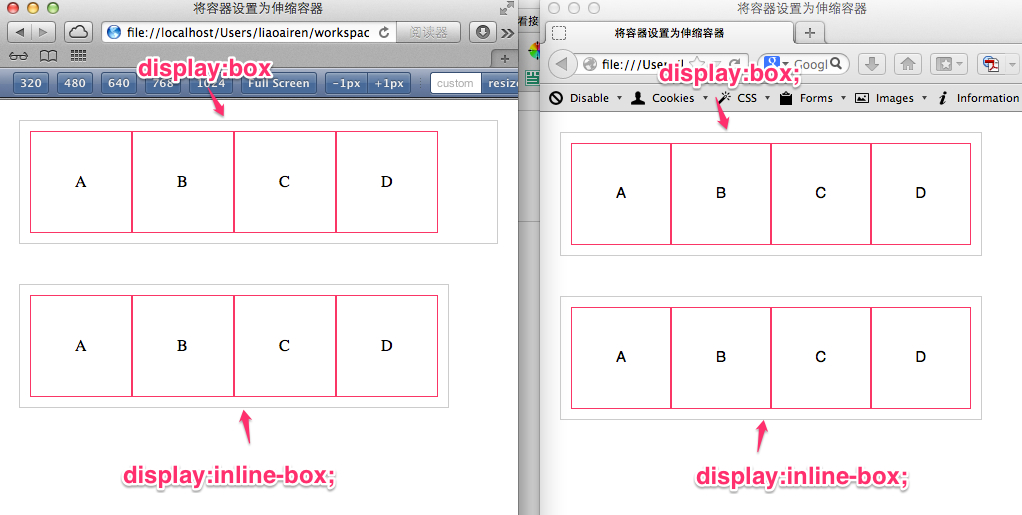 将容器设置为伸缩容器
file://localhost/Users/liaoairen/workspac
阅读器
320 480 640 768 1024 Full Screen -1px +1px custom resize
display:box
A B C D
A B C D
display:inline-box;
看接
当
将容器设置为伸缩容器
将容器设置为伸缩容器
file:///User
Googl
display:box;
Disable Cookies CSS Forms Images Information
A B C D
A B C D
display:inline-box;